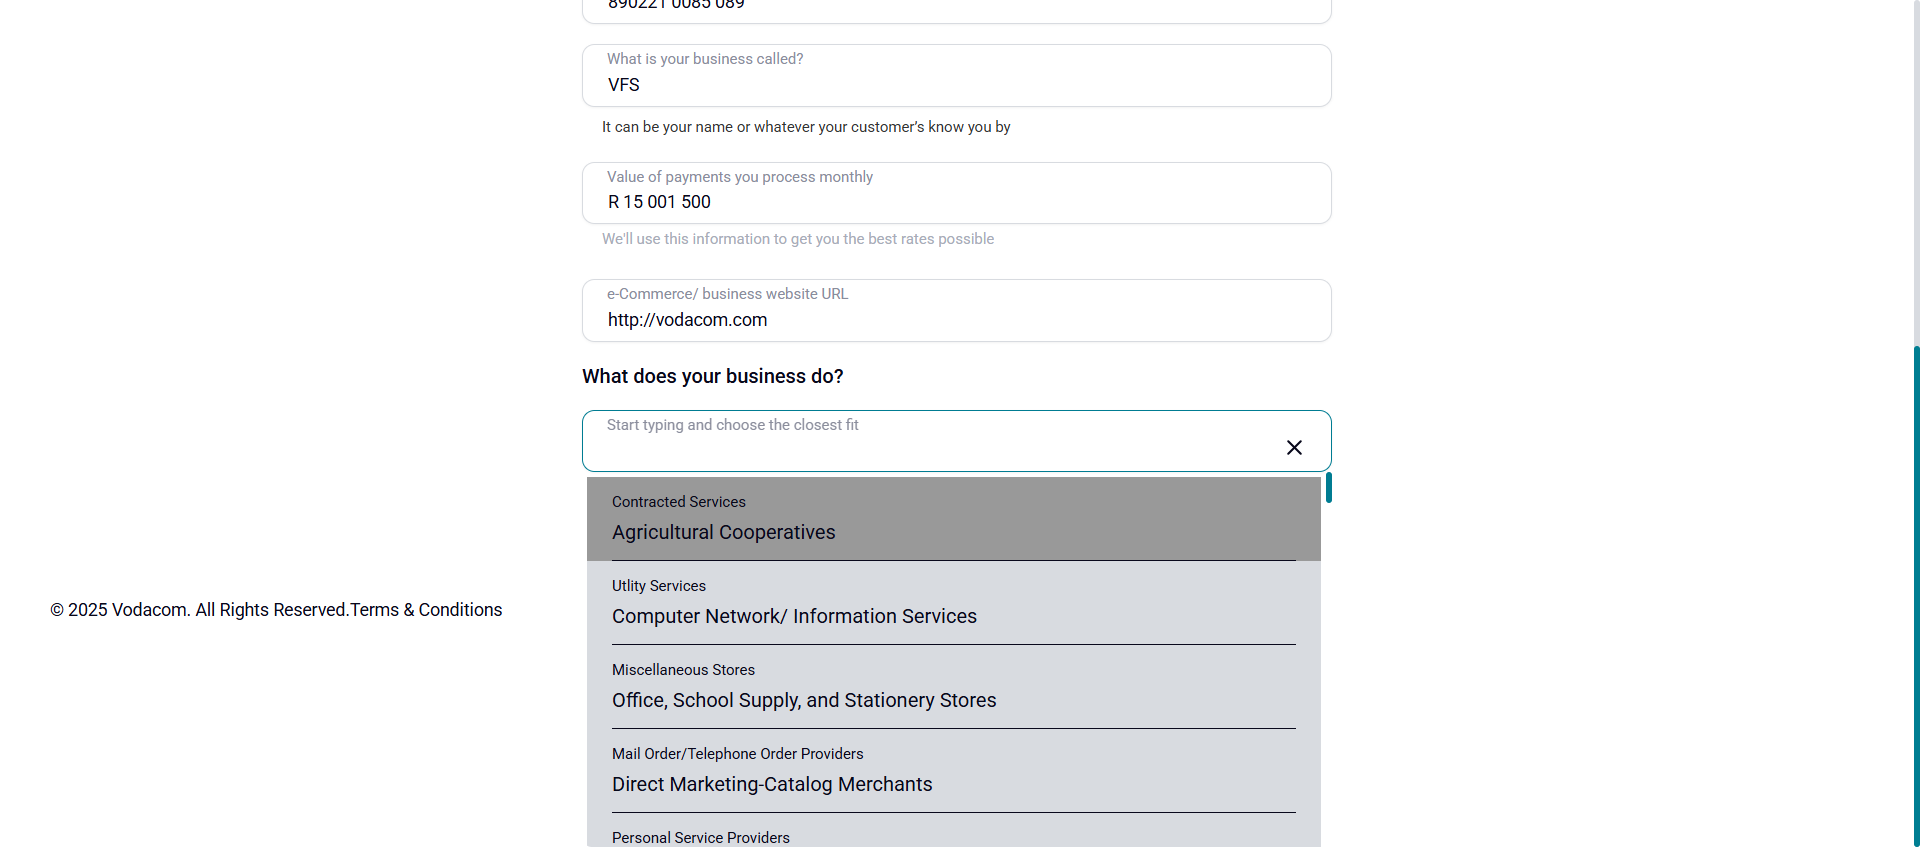 890221 0085 089
What is your business called?
VFS
It can be your name or whatever your customer’s know you by
Value of payments you process monthly
R 15 001 500
We'll use this information to get you the best rates possible
e-Commerce/ business website URL
http://vodacom.com
What does your business do?
Start typing and choose the closest fit
Contracted Services
Agricultural Cooperatives
Utlity Services
Computer Network/ Information Services
© 2025 Vodacom. All Rights Reserved.Terms & Conditions
Miscellaneous Stores
Office, School Supply, and Stationery Stores
Mail Order/Telephone Order Providers
Direct Marketing-Catalog Merchants
Personal Service Providers